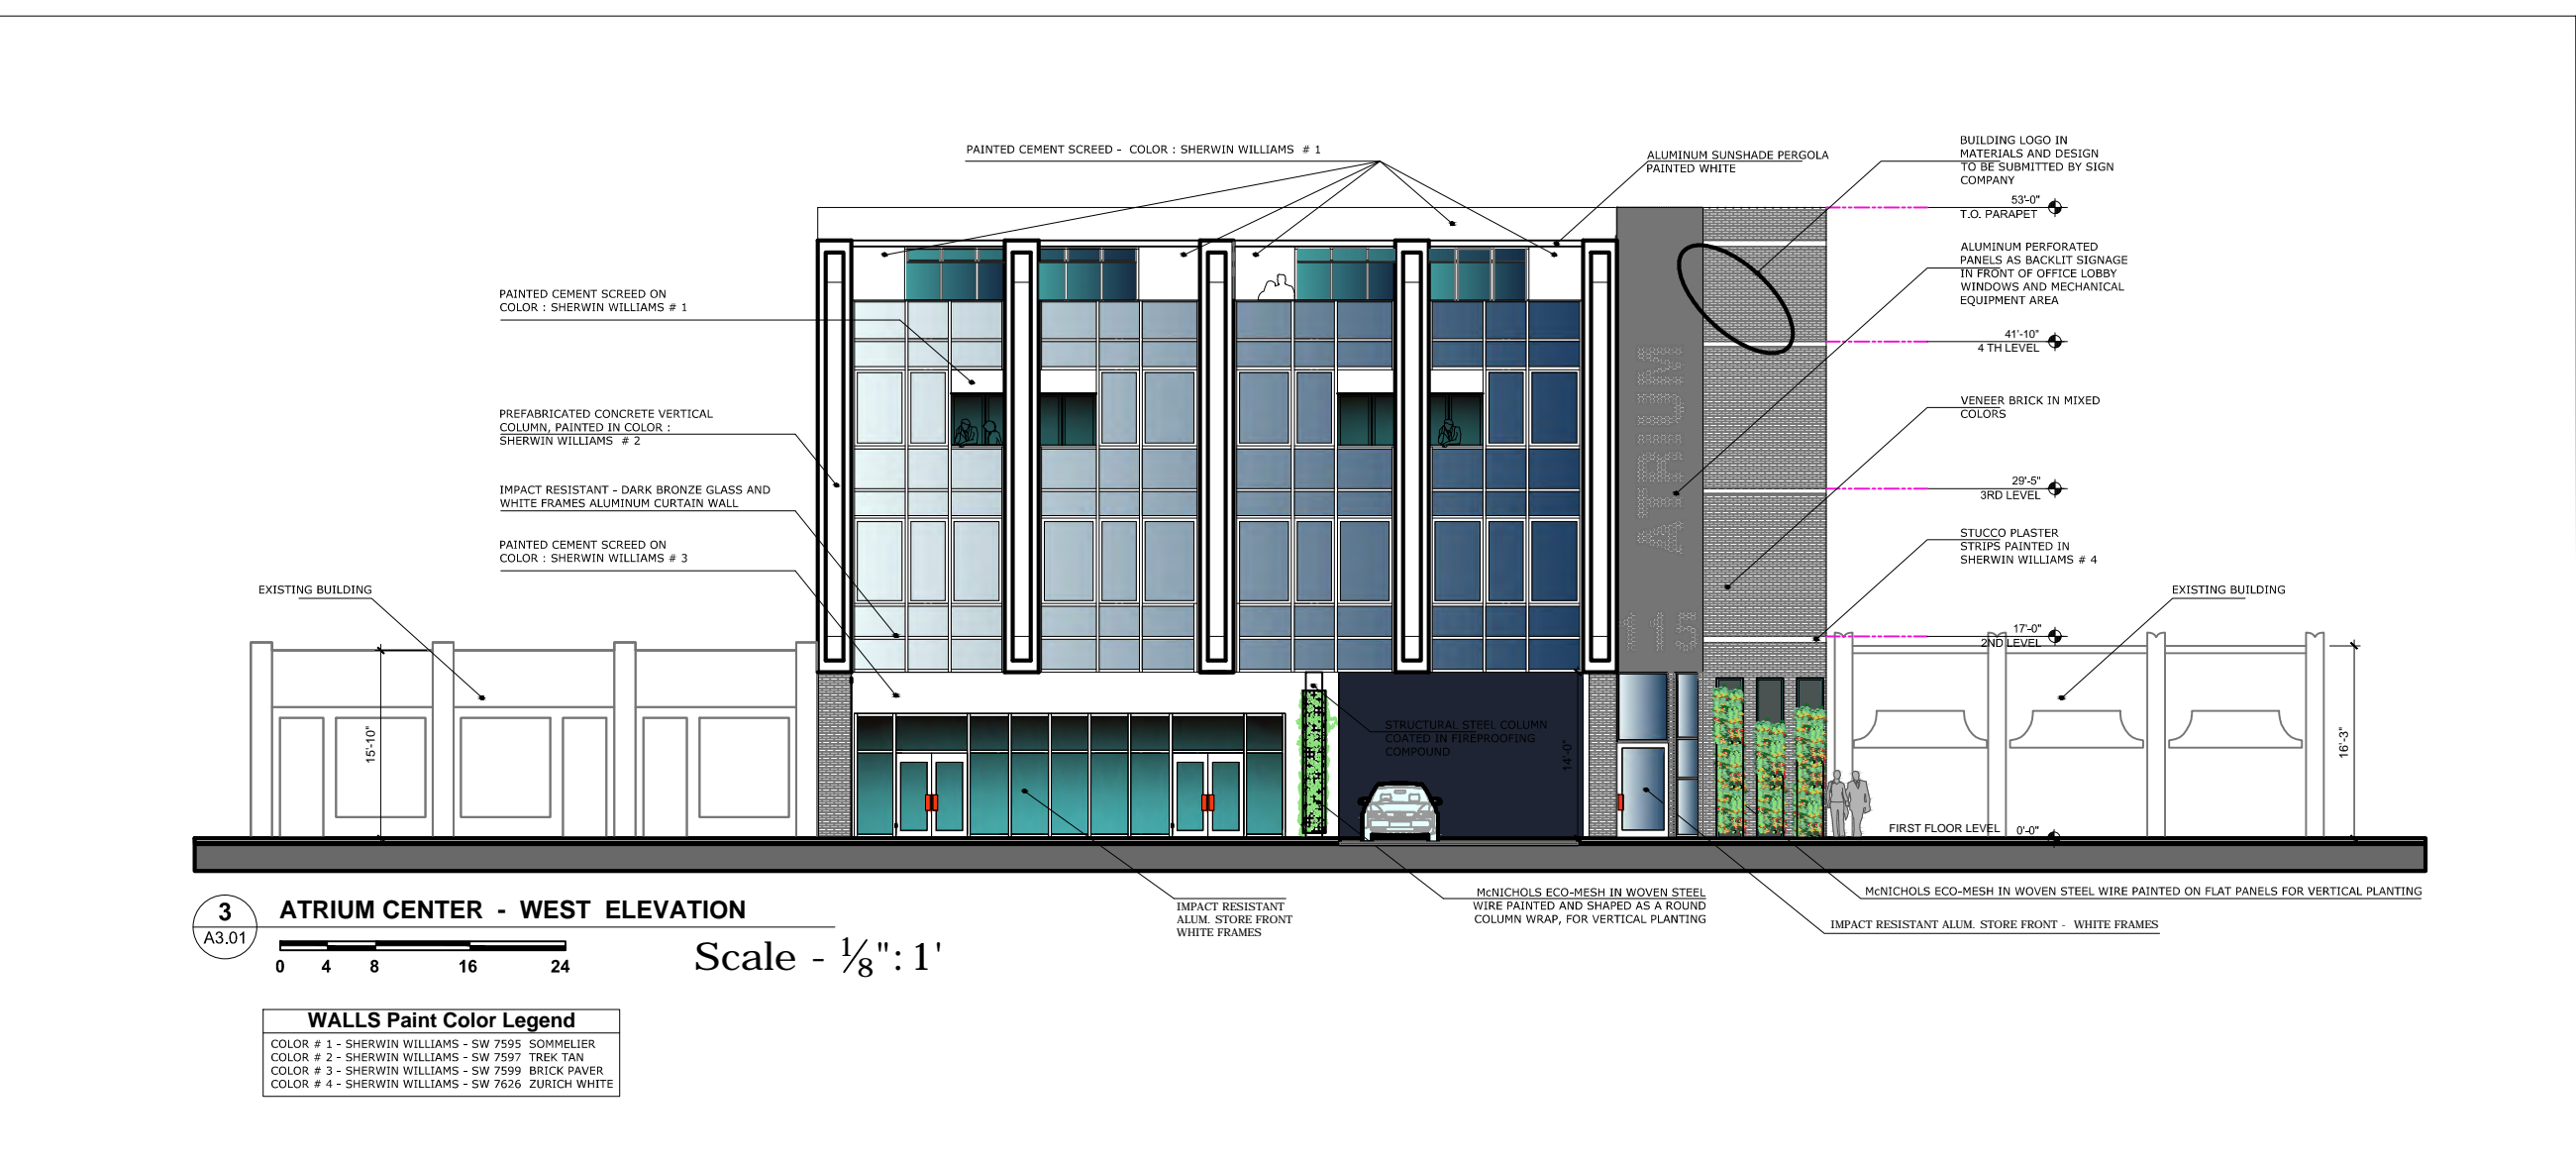 PAINTED CEMENT SCREED - COLOR : SHERWIN WILLIAMS # 1
ALUMINUM SUNSHADE PERGOLA
PAINTED WHITE
BUILDING LOGO IN
MATERIALS AND DESIGN
TO BE SUBMITTED BY SIGN
COMPANY
53'-0"
T.O. PARAPET
ALUMINUM PERFORATED
PANELS AS BACKLIT SIGNAGE
IN FRONT OF OFFICE LOBBY
WINDOWS AND MECHANICAL
EQUIPMENT AREA
PAINTED CEMENT SCREED ON
COLOR : SHERWIN WILLIAMS # 1
41'-10"
4 TH LEVEL
VENEER BRICK IN MIXED
COLORS
PREFABRICATED CONCRETE VERTICAL
COLUMN, PAINTED IN COLOR :
SHERWIN WILLIAMS # 2
29'-5"
3RD LEVEL
IMPACT RESISTANT - DARK BRONZE GLASS AND
WHITE FRAMES ALUMINUM CURTAIN WALL
STUCCO PLASTER
STRIPS PAINTED IN
SHERWIN WILLIAMS # 4
PAINTED CEMENT SCREED ON
COLOR : SHERWIN WILLIAMS # 3
ATRIUM
115
EXISTING BUILDING
EXISTING BUILDING
17'-0"
2ND LEVEL
15'-10"
STRUCTURAL STEEL COLUMN
COATED IN FIREPROOFING
COMPOUND
14'-0"
16'-3"
FIRST FLOOR LEVEL 0'-0"
McNICHOLS ECO-MESH IN WOVEN STEEL
WIRE PAINTED AND SHAPED AS A ROUND
COLUMN WRAP, FOR VERTICAL PLANTING
McNICHOLS ECO-MESH IN WOVEN STEEL WIRE PAINTED ON FLAT PANELS FOR VERTICAL PLANTING
IMPACT RESISTANT
ALUM. STORE FRONT
WHITE FRAMES
IMPACT RESISTANT ALUM. STORE FRONT - WHITE FRAMES
3
A3.01
ATRIUM CENTER - WEST ELEVATION
0 4 8 16 24
Scale - ⅛": 1'
WALLS Paint Color Legend
COLOR # 1 - SHERWIN WILLIAMS - SW 7595 SOMMELIER
COLOR # 2 - SHERWIN WILLIAMS - SW 7597 TREK TAN
COLOR # 3 - SHERWIN WILLIAMS - SW 7599 BRICK PAVER
COLOR # 4 - SHERWIN WILLIAMS - SW 7626 ZURICH WHITE